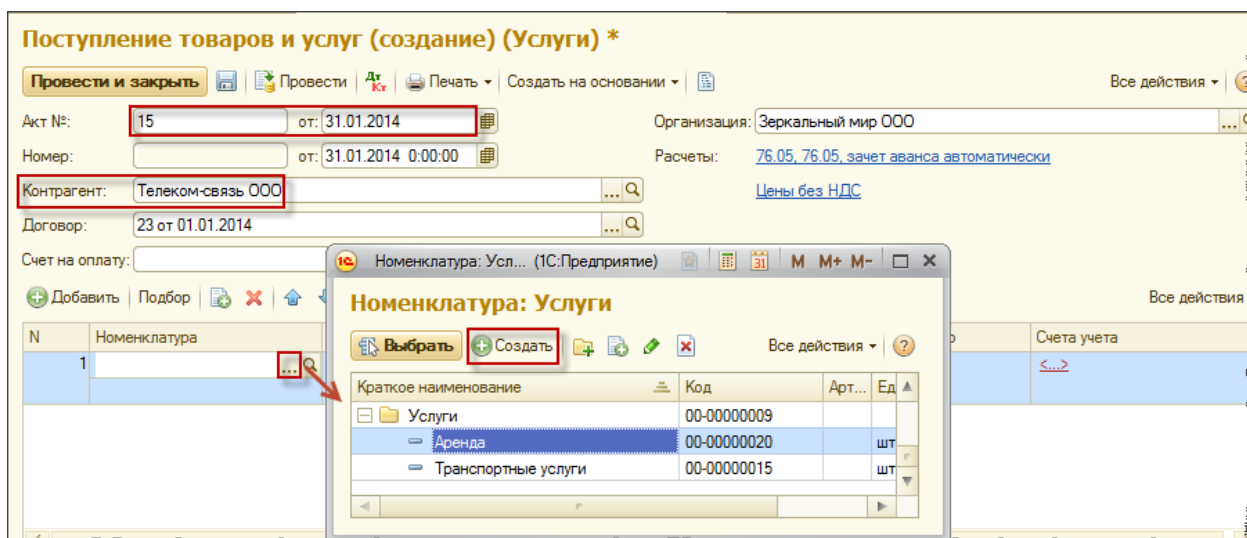 Поступление товаров и услуг (создание) (Услуги) *
Провести и закрыть Провести Дт Кт Печать Создать на основании Все действия ?
Акт №: 15 от: 31.01.2014 Организация: Зеркальный мир ООО ...
Номер: от: 31.01.2014 0:00:00 Расчеты: 76.05, 76.05, зачет аванса автоматически
Контрагент: Телеком-связь ООО ... Цены без НДС
Договор: 23 от 01.01.2014 ...
Счет на оплату:
1С Номенклатура: Усл... (1С:Предприятие) 31 M M+ M-
Добавить Подбор Все действия
Номенклатура: Услуги
N Номенклатура Счета учета
Выбрать Создать Все действия ?
1 ... <...>
Краткое наименование Код Арт... Ед
Услуги 00-00000009
Аренда 00-00000020 шт
Транспортные услуги 00-00000015 шт